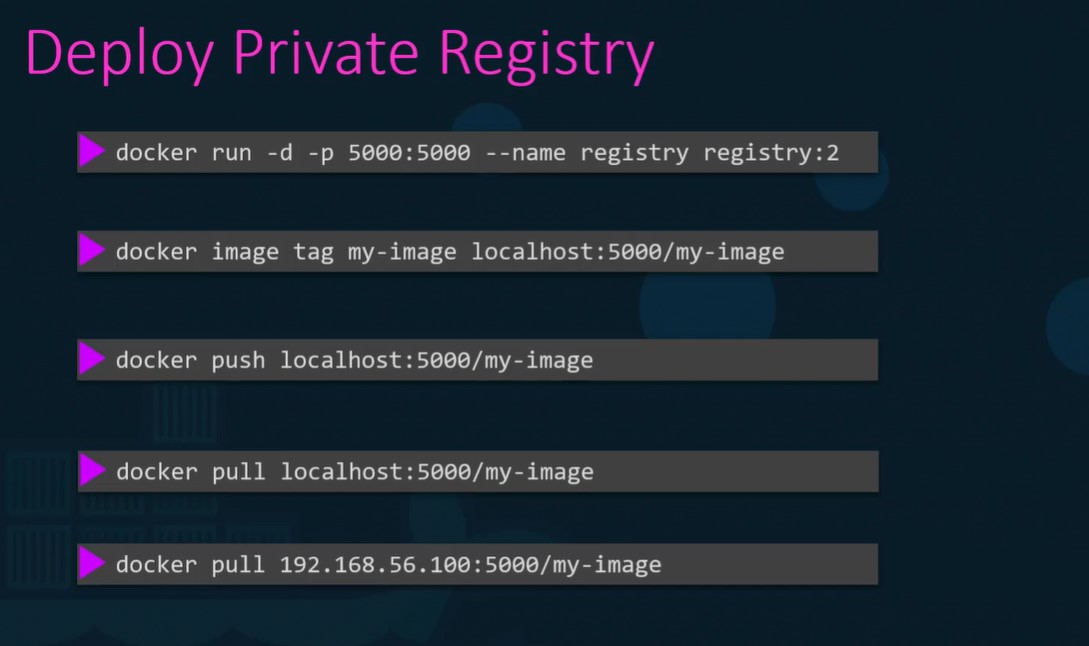 Deploy Private Registry
docker run -d -p 5000:5000 --name registry registry:2
docker image tag my-image localhost:5000/my-image
docker push localhost:5000/my-image
docker pull localhost:5000/my-image
docker pull 192.168.56.100:5000/my-image